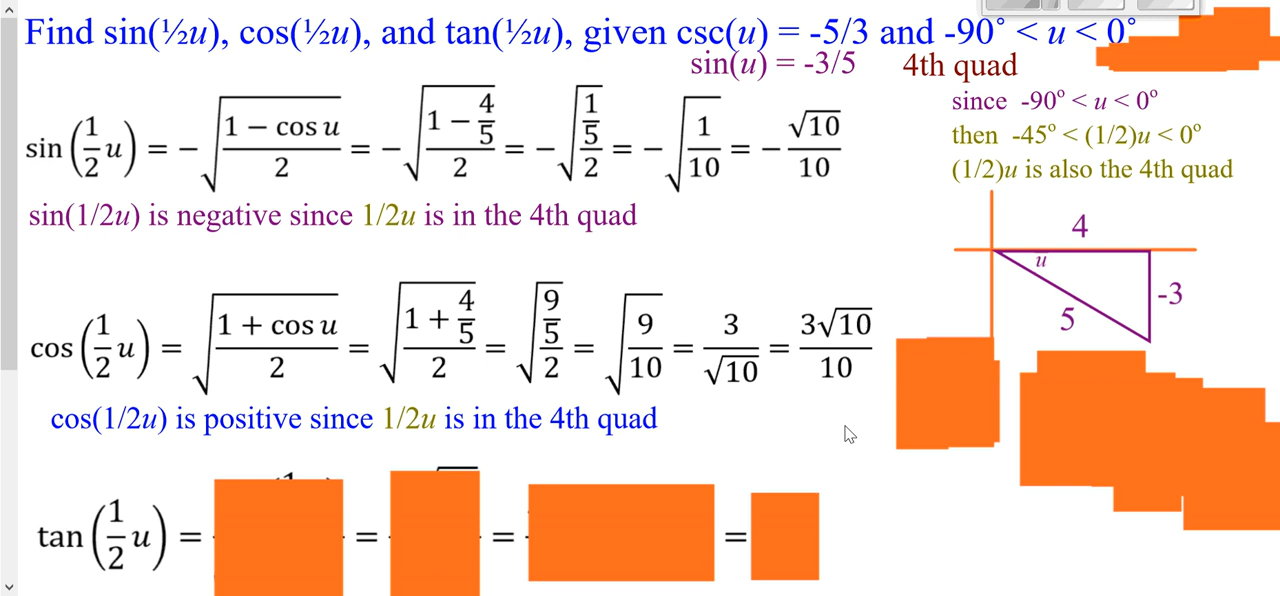 Find sin(½u), cos(½u), and tan(½u), given csc(u) = -5/3 and -90° < u < 0°
sin(u) = -3/5 4th quad
since -90° < u < 0°
then -45° < (1/2)u < 0°
(1/2)u is also the 4th quad
sin(1/2 u) = −√((1 − cos u)/2) = −√((1 − 4/5)/2) = −√((1/5)/2) = −√(1/10) = −√10/10
sin(1/2u) is negative since 1/2u is in the 4th quad
4
u
-3
5
cos(1/2 u) = √((1 + cos u)/2) = √((1 + 4/5)/2) = √((9/5)/2) = √(9/10) = 3/√10 = 3√10/10
cos(1/2u) is positive since 1/2u is in the 4th quad
tan(1/2 u) = = = =